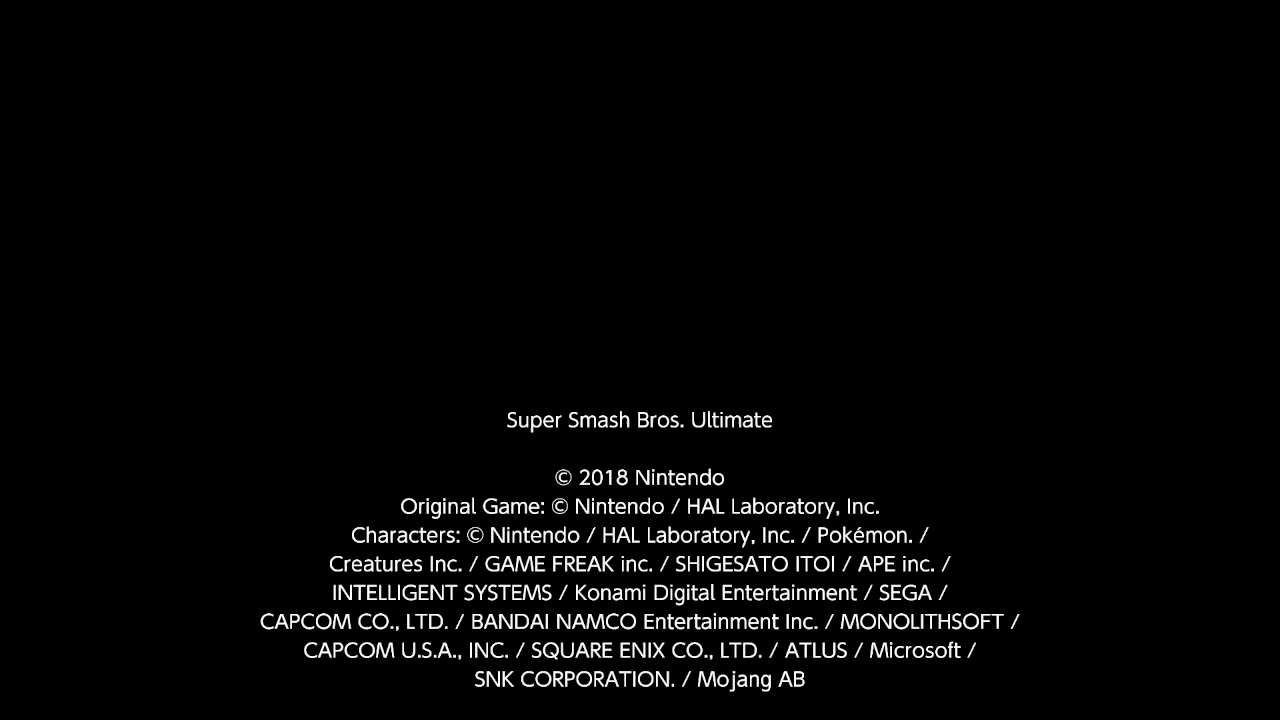 Super Smash Bros. Ultimate
© 2018 Nintendo
Original Game: © Nintendo / HAL Laboratory, Inc.
Characters: © Nintendo / HAL Laboratory, Inc. / Pokémon. /
Creatures Inc. / GAME FREAK inc. / SHIGESATO ITOI / APE inc. /
INTELLIGENT SYSTEMS / Konami Digital Entertainment / SEGA /
CAPCOM CO., LTD. / BANDAI NAMCO Entertainment Inc. / MONOLITHSOFT /
CAPCOM U.S.A., INC. / SQUARE ENIX CO., LTD. / ATLUS / Microsoft /
SNK CORPORATION. / Mojang AB